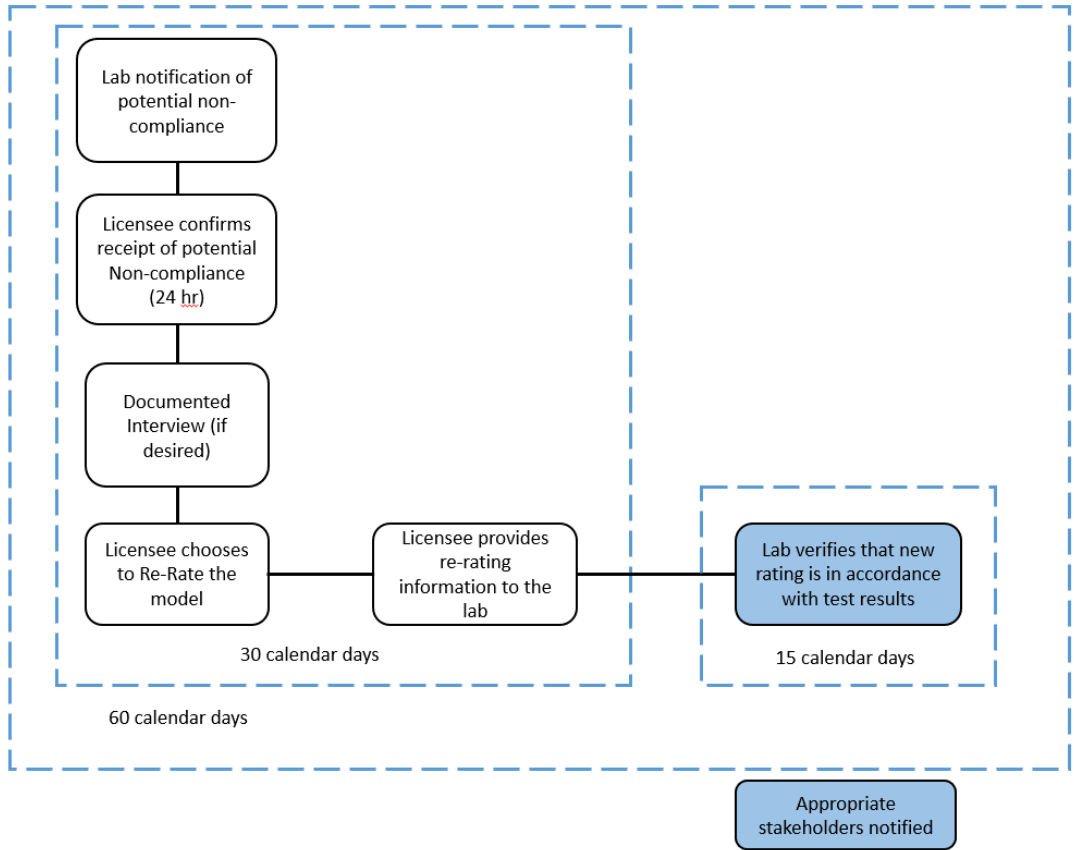 Lab notification of
potential non-
compliance
Licensee confirms
receipt of potential
Non-compliance
(24 hr)
Documented
Interview (if
desired)
Licensee chooses
to Re-Rate the
model
Licensee provides
re-rating
information to the
lab
Lab verifies that new
rating is in accordance
with test results
30 calendar days
15 calendar days
60 calendar days
Appropriate
stakeholders notified